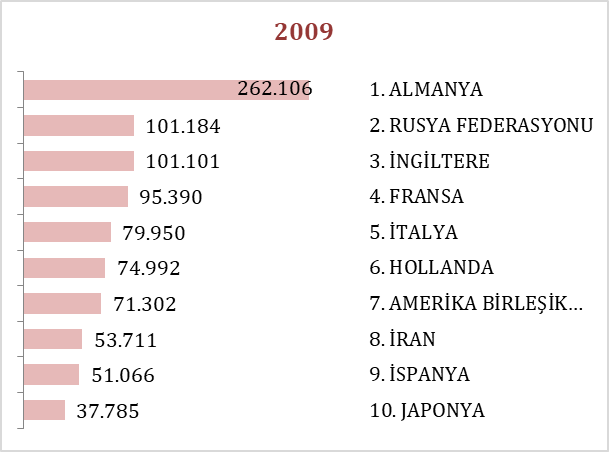 2009
262.106 1. ALMANYA
101.184 2. RUSYA FEDERASYONU
101.101 3. İNGİLTERE
95.390 4. FRANSA
79.950 5. İTALYA
74.992 6. HOLLANDA
71.302 7. AMERİKA BİRLEŞİK...
53.711 8. İRAN
51.066 9. İSPANYA
37.785 10. JAPONYA